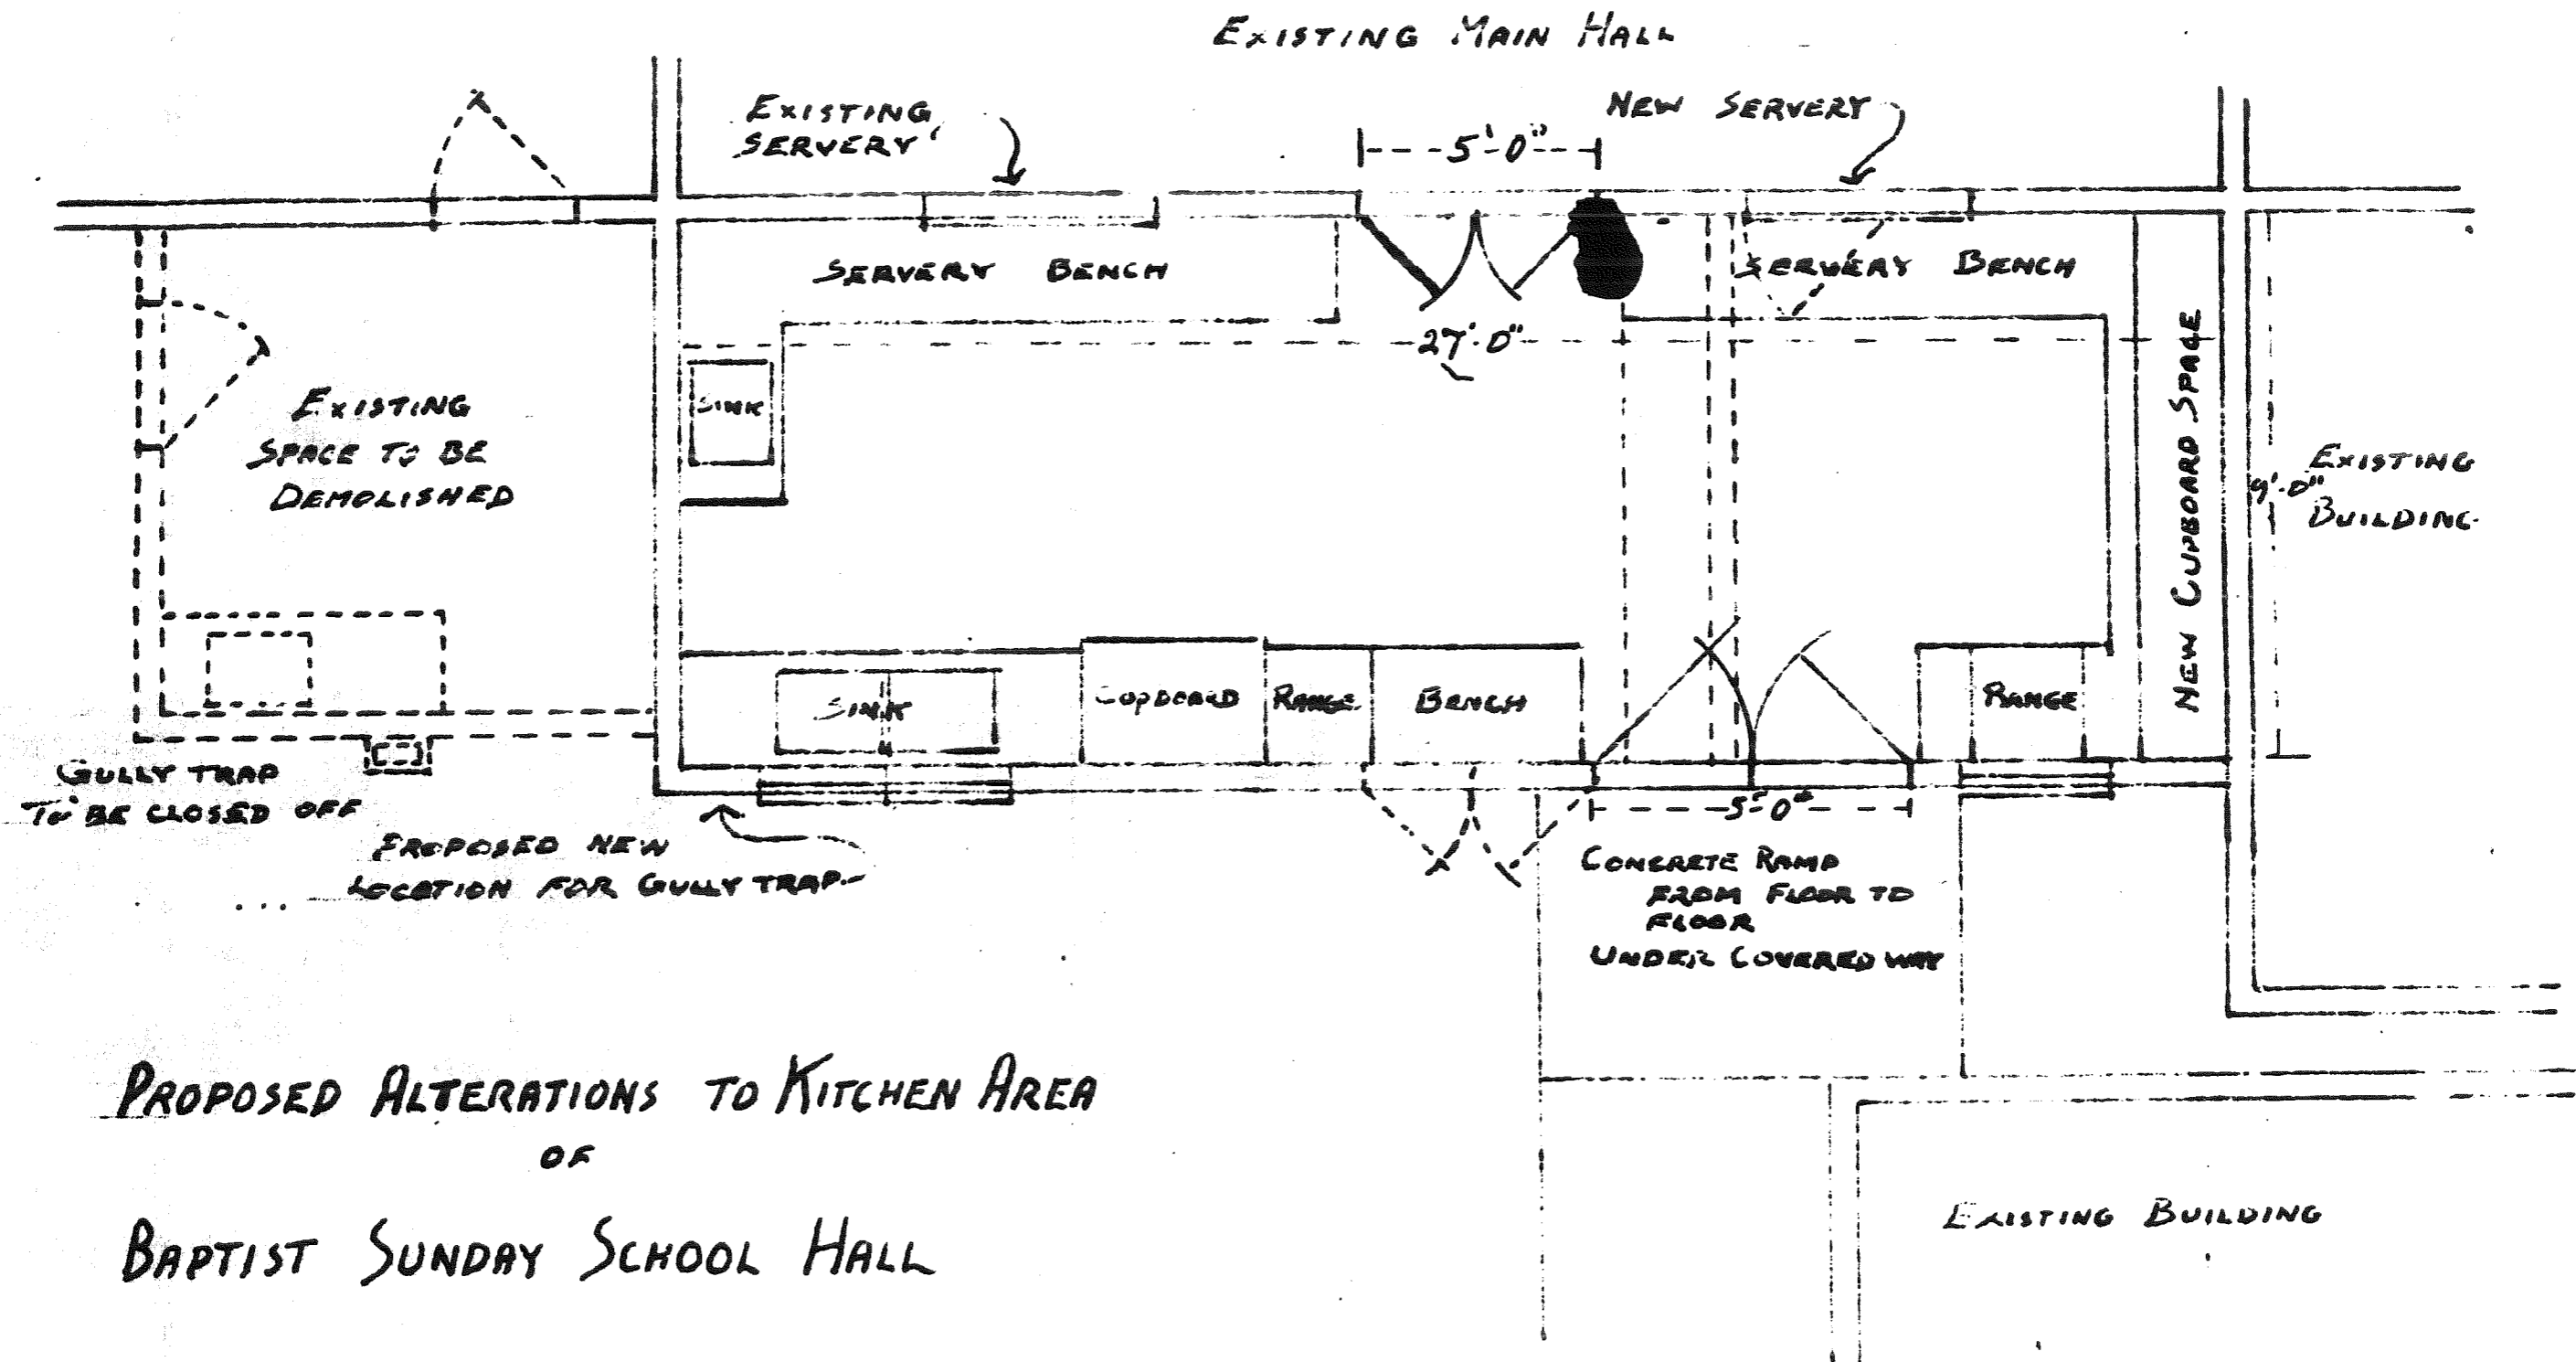 EXISTING MAIN HALL
EXISTING
SERVERY
5'-0"
NEW SERVERY
SERVERY BENCH
SERVERY BENCH
27'-0"
SINK
EXISTING
SPACE TO BE
DEMOLISHED
NEW CUPBOARD SPACE
9'-0"
EXISTING
BUILDING
SINK
CUPBOARD
RANGE
BENCH
RANGE
GULLY TRAP
TO BE CLOSED OFF
PROPOSED NEW
LOCATION FOR GULLY TRAP
5'-0"
CONCRETE RAMP
FROM FLOOR TO
FLOOR
UNDER COVERED WAY
PROPOSED ALTERATIONS TO KITCHEN AREA
OF
BAPTIST SUNDAY SCHOOL HALL
EXISTING BUILDING